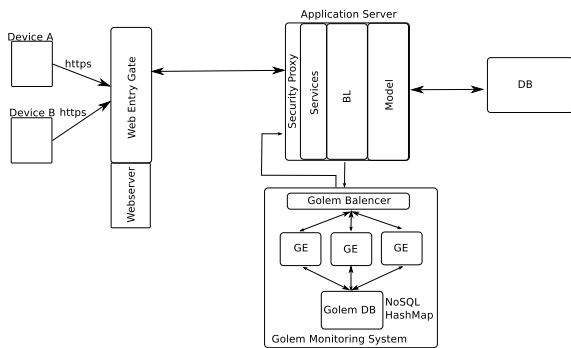 Application Server
Device A
https
Device B
https
Web Entry Gate
Webserver
Security Proxy
Services
BL
Model
DB
Golem Balencer
GE
GE
GE
Golem DB
NoSQL
HashMap
Golem Monitoring System